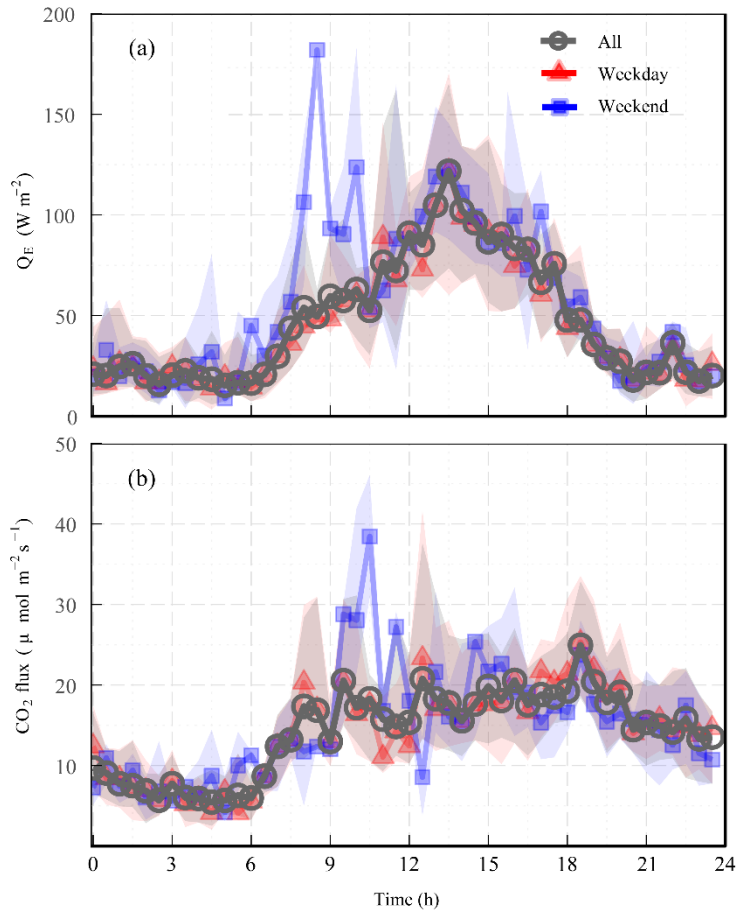 200
(a)
All
Weekday
Weekend
150
100
50
0
Q_E (W m⁻²)
50
(b)
40
30
20
10
CO₂ flux ( μ mol m⁻² s⁻¹)
0 3 6 9 12 15 18 21 24
Time (h)